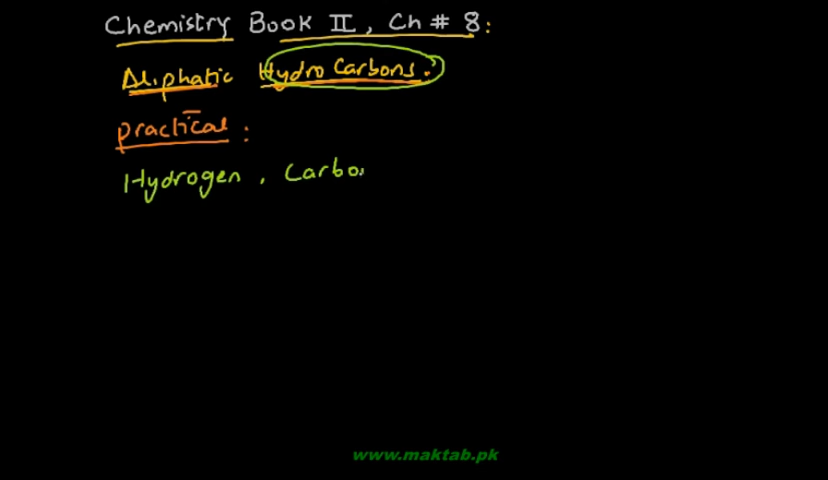 Chemistry Book II, Ch # 8:
Aliphatic Hydro Carbons.
practical :
Hydrogen, Carbo
www.maktab.pk